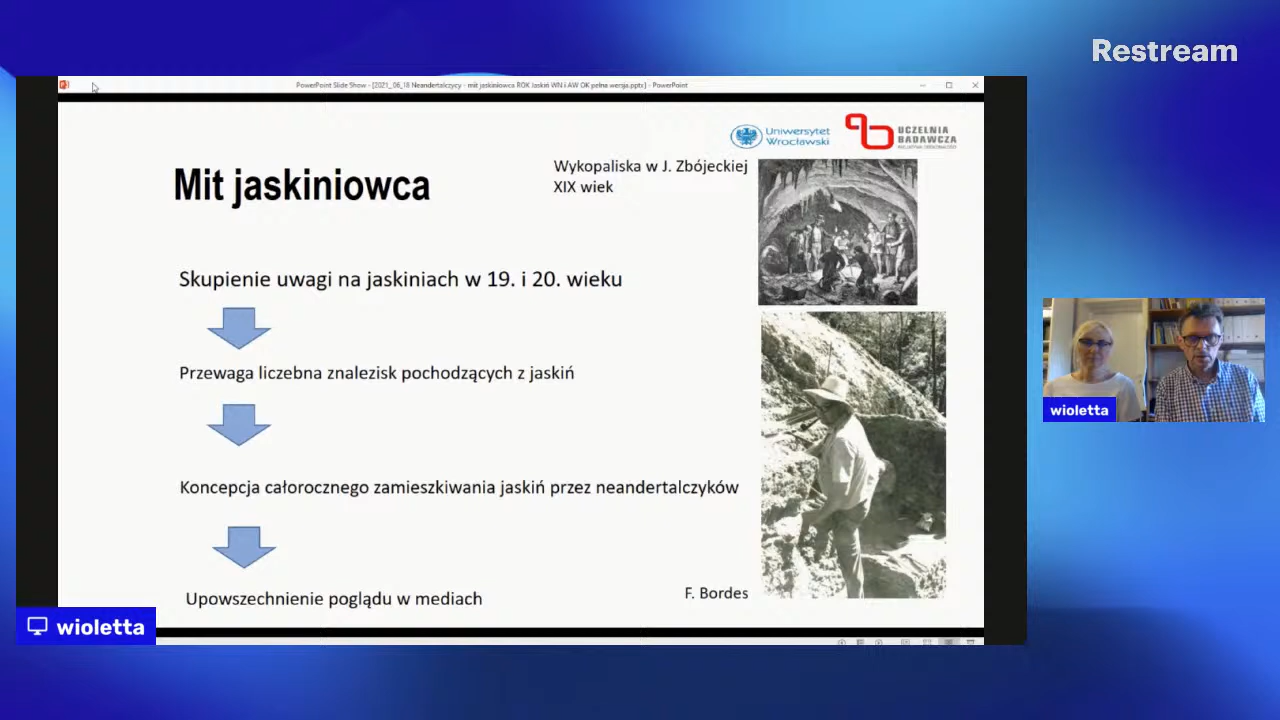 Restream
PowerPoint Slide Show - [2021_06_18 Neandertalczycy - mit jaskiniowca ROK Jaskiń WN i AW OK pełna wersja.pptx] - PowerPoint
Uniwersytet
Wrocławski
UCZELNIA
BADAWCZA
Mit jaskiniowca
Wykopaliska w J. Zbójeckiej
XIX wiek
Skupienie uwagi na jaskiniach w 19. i 20. wieku
Przewaga liczebna znalezisk pochodzących z jaskiń
Koncepcja całorocznego zamieszkiwania jaskiń przez neandertalczyków
Upowszechnienie poglądu w mediach
F. Bordes
wioletta
wioletta